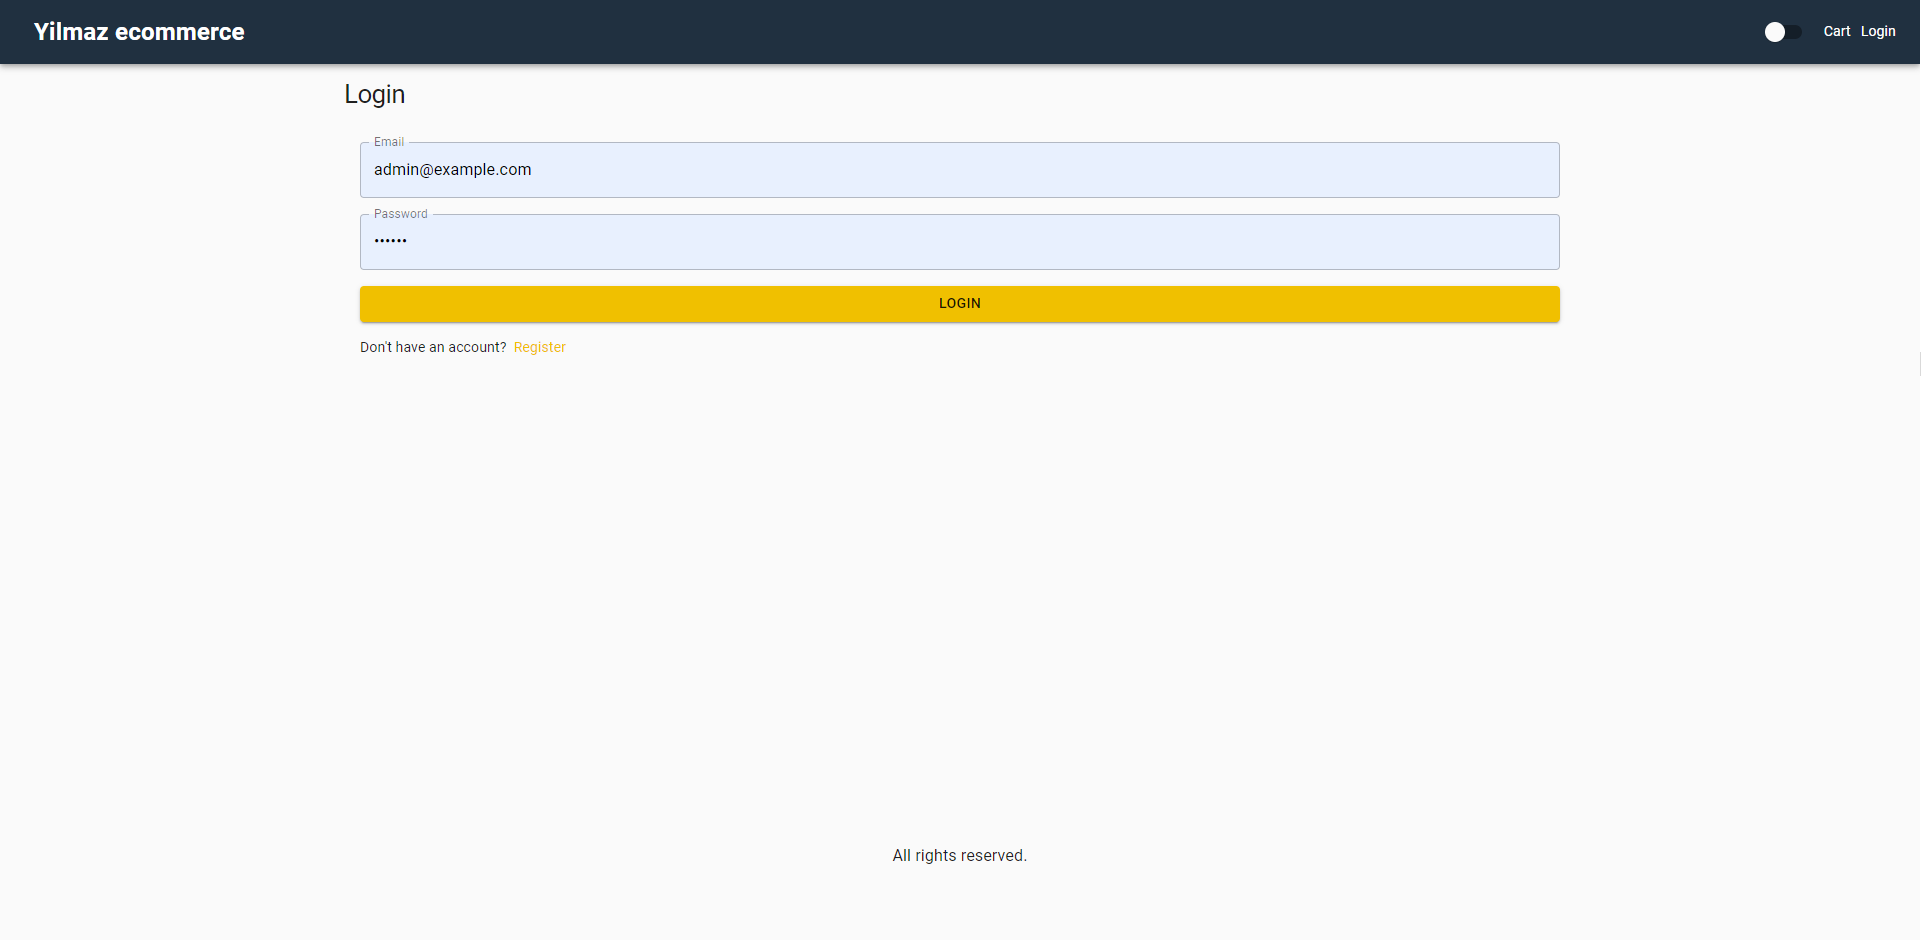 Yilmaz ecommerce
Cart Login
Login
Email
admin@example.com
Password
••••••
LOGIN
Don't have an account? Register
All rights reserved.